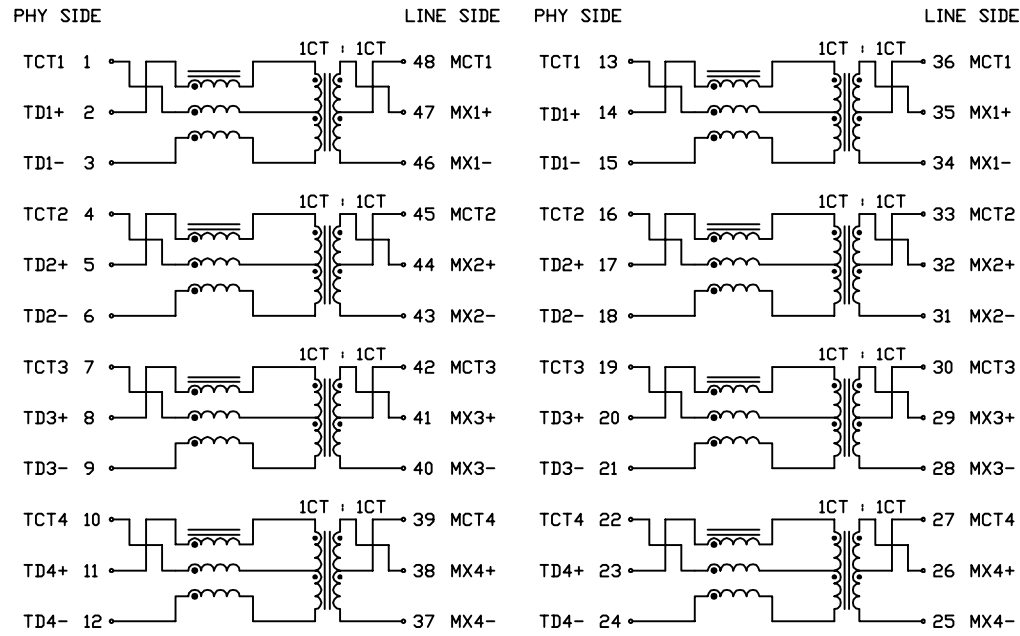 PHY SIDE LINE SIDE PHY SIDE LINE SIDE
1CT : 1CT 1CT : 1CT
TCT1 1 48 MCT1 TCT1 13 36 MCT1
TD1+ 2 47 MX1+ TD1+ 14 35 MX1+
TD1- 3 46 MX1- TD1- 15 34 MX1-
1CT : 1CT 1CT : 1CT
TCT2 4 45 MCT2 TCT2 16 33 MCT2
TD2+ 5 44 MX2+ TD2+ 17 32 MX2+
TD2- 6 43 MX2- TD2- 18 31 MX2-
1CT : 1CT 1CT : 1CT
TCT3 7 42 MCT3 TCT3 19 30 MCT3
TD3+ 8 41 MX3+ TD3+ 20 29 MX3+
TD3- 9 40 MX3- TD3- 21 28 MX3-
1CT : 1CT 1CT : 1CT
TCT4 10 39 MCT4 TCT4 22 27 MCT4
TD4+ 11 38 MX4+ TD4+ 23 26 MX4+
TD4- 12 37 MX4- TD4- 24 25 MX4-